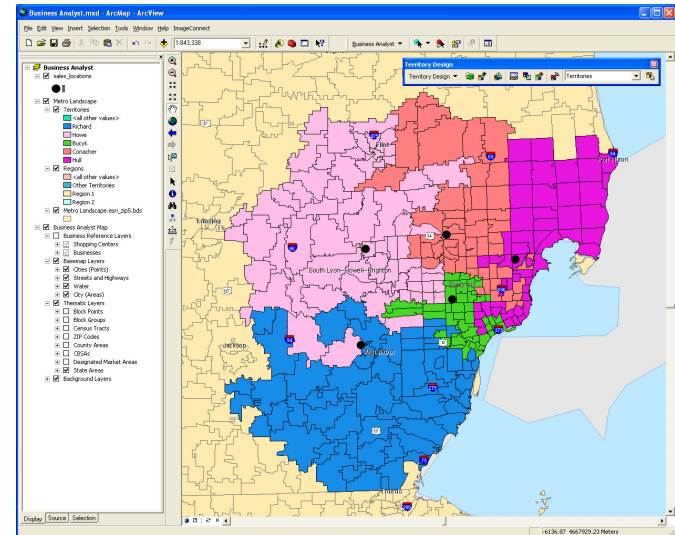 Business Analyst.mxd - ArcMap - ArcView
File Edit View Insert Selection Tools Window Help ImageConnect
1:843,338
Business Analyst
Territory Design
Territory Design
Territories
Business Analyst
sales_locations
Metro Landscape
Territories
<all other values>
Richard
Howe
Bucyk
Conacher
Hull
Regions
<all other values>
Other Territories
Region 1
Region 2
Metro Landscape.esri_zip5.bds
Business Analyst Map
Business Reference Layers
Shopping Centers
Businesses
Basemap Layers
Cities (Points)
Streets and Highways
Water
City (Areas)
Thematic Layers
Block Points
Block Groups
Census Tracts
ZIP Codes
County Areas
CBSAs
Designated Market Areas
State Areas
Background Layers
Flint
Port Huron
Lansing
South Lyon-Howell-Brighton
Jackson
Ann Arbor
Toledo
Display Source Selection
-6136.87 4667929.23 Meters